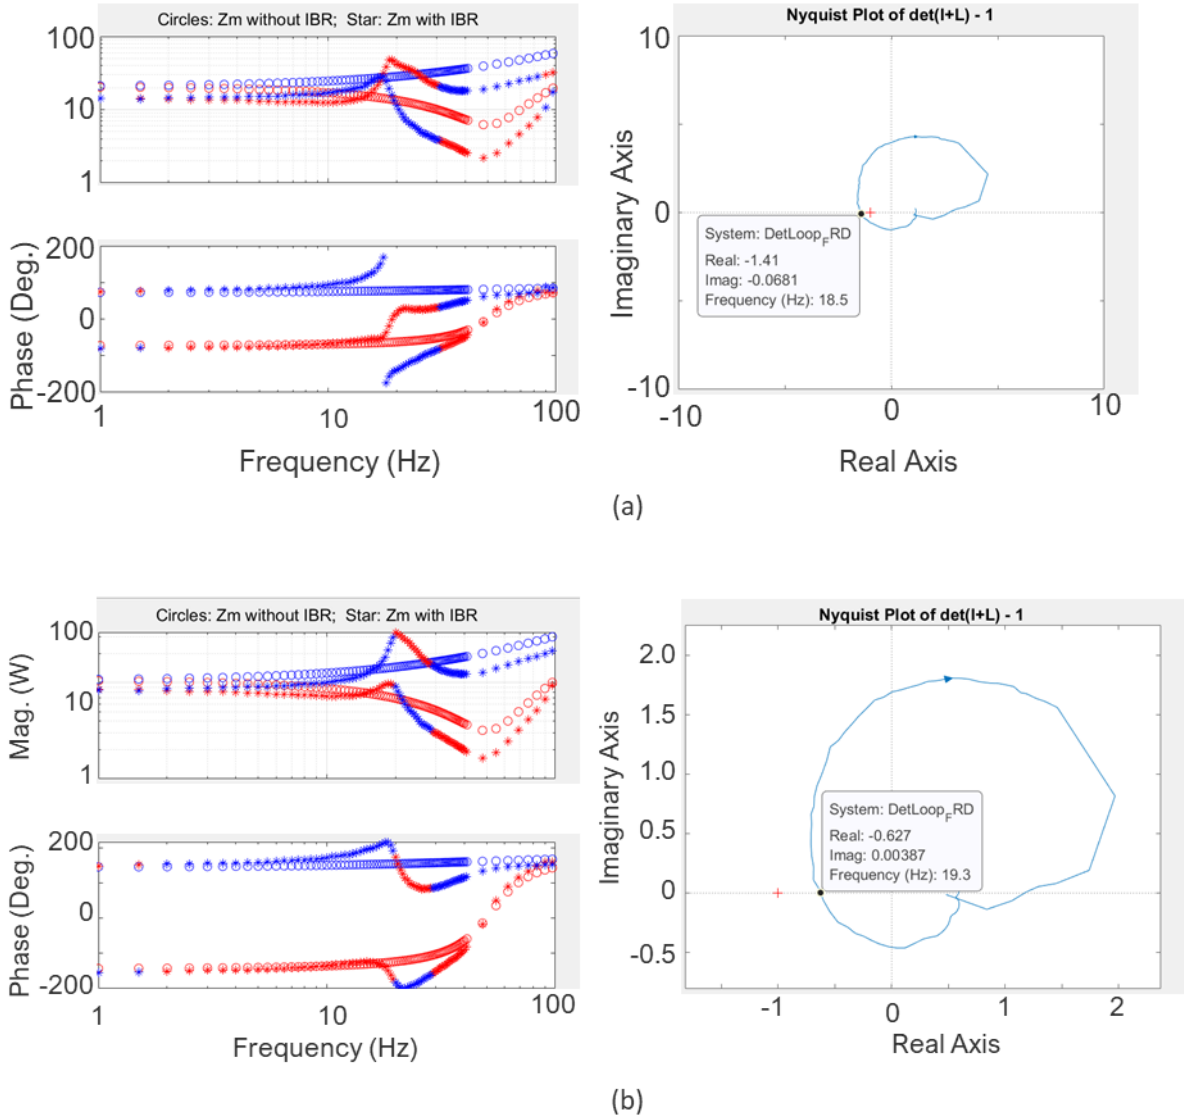 Circles: Zm without IBR;  Star: Zm with IBR
100
10
1
200
0
-200
Phase (Deg.)
1
10
100
Frequency (Hz)
Nyquist Plot of det(I+L) - 1
10
0
-10
Imaginary Axis
System: DetLoop_FRD
Real: -1.41
Imag: -0.0681
Frequency (Hz): 18.5
-10
0
10
Real Axis
(a)
Circles: Zm without IBR;  Star: Zm with IBR
Mag. (W)
100
10
1
Phase (Deg.)
200
0
-200
1
10
100
Frequency (Hz)
Nyquist Plot of det(I+L) - 1
Imaginary Axis
2.0
1.5
1.0
0.5
0
-0.5
System: DetLoop_FRD
Real: -0.627
Imag: 0.00387
Frequency (Hz): 19.3
-1
0
1
2
Real Axis
(b)